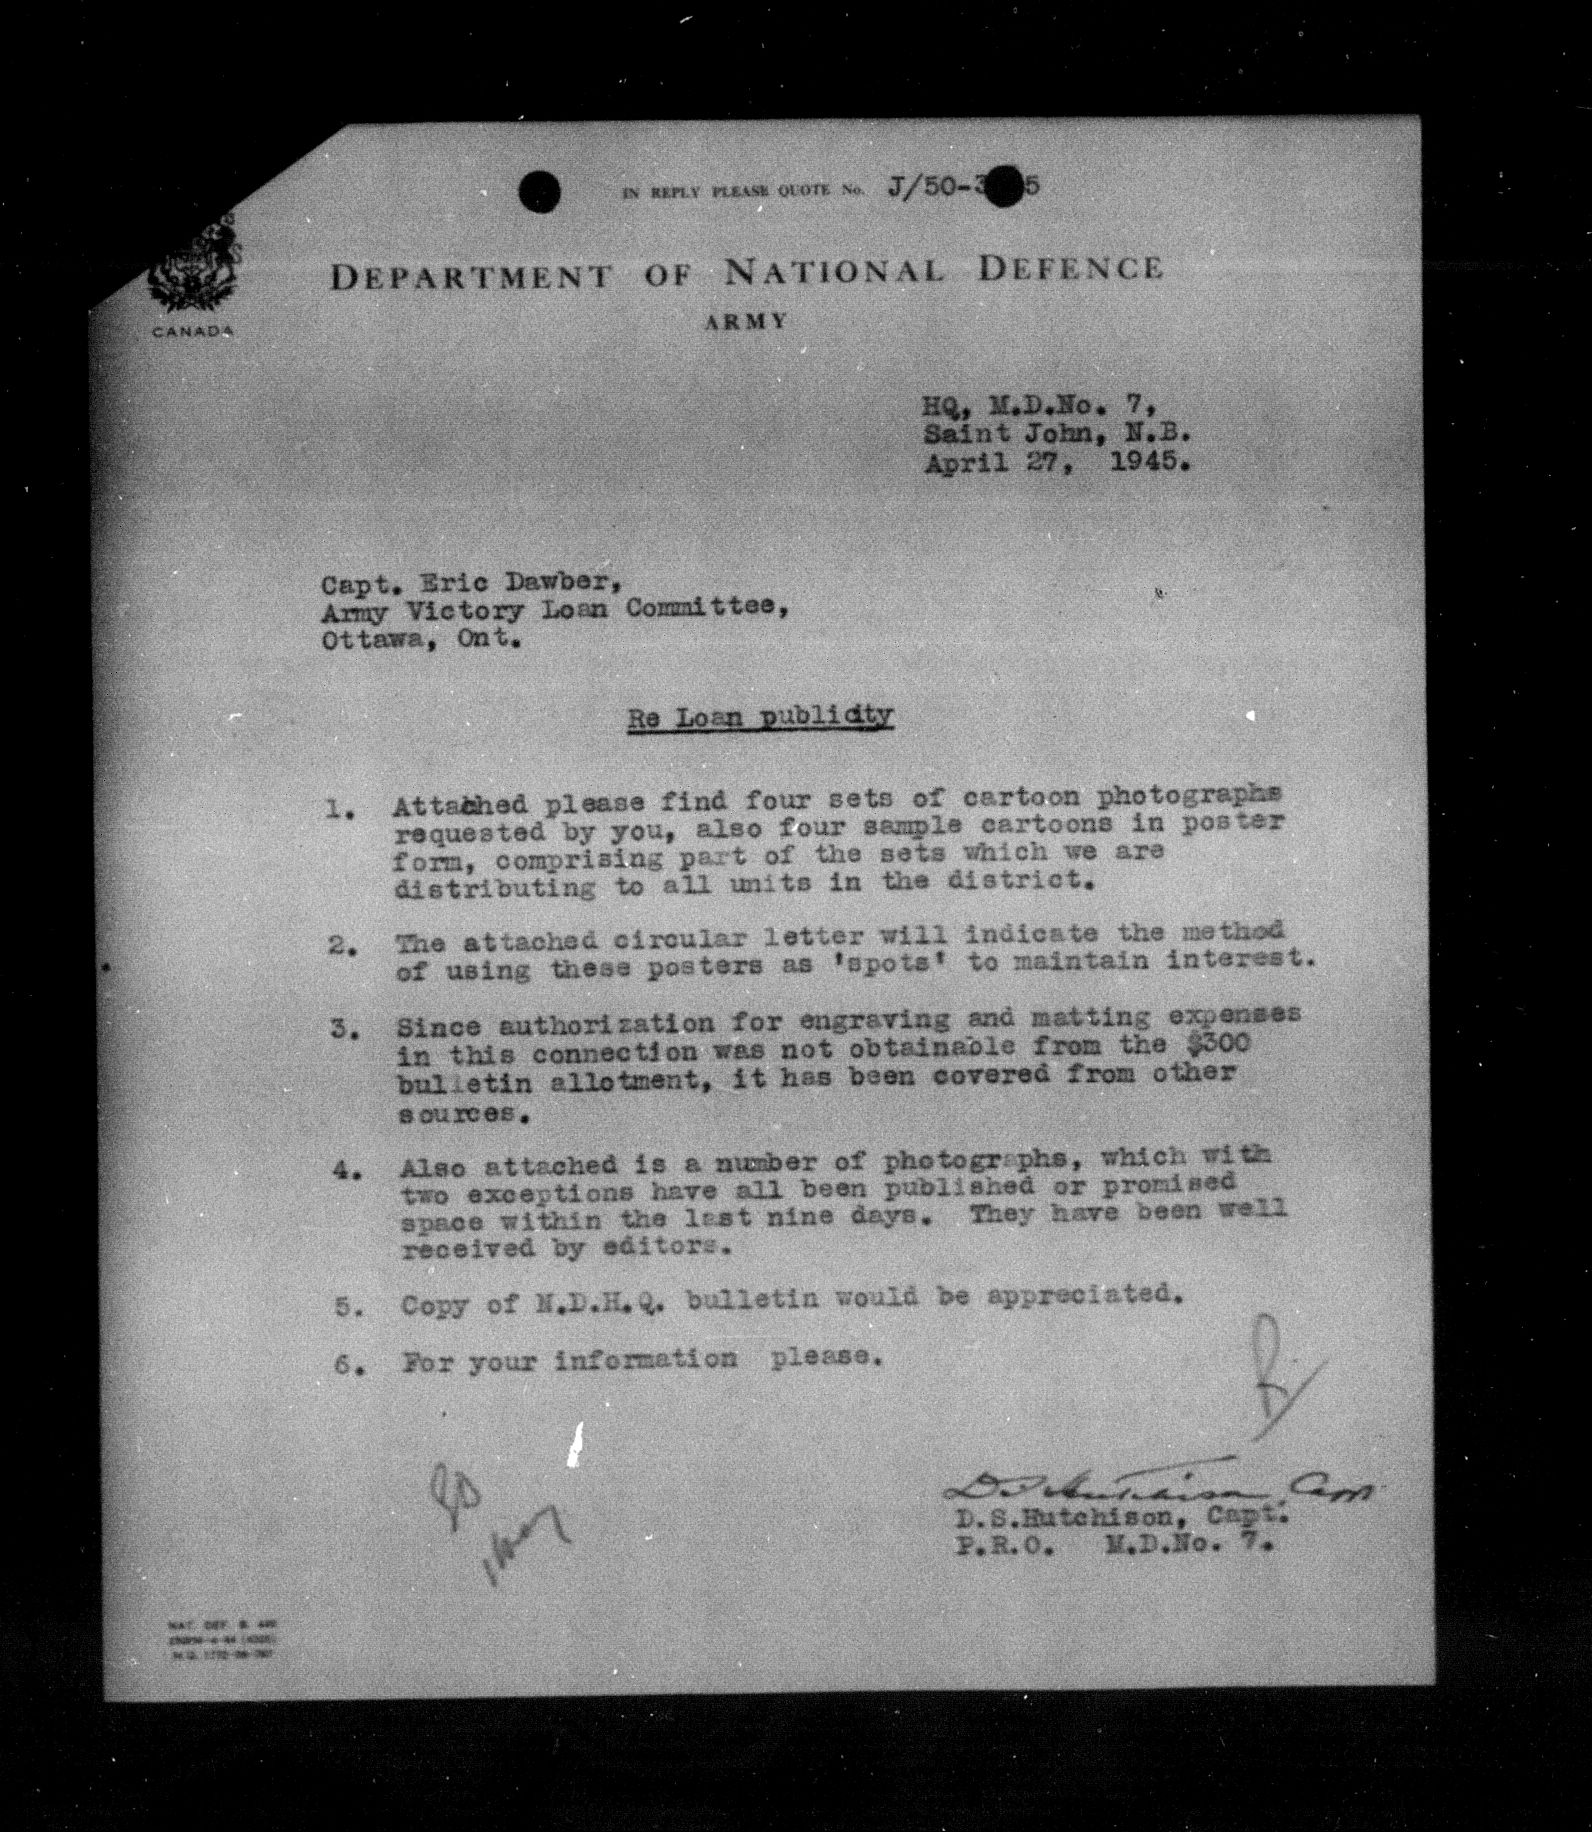 IN REPLY PLEASE QUOTE No. J/50-3 5
CANADA
DEPARTMENT OF NATIONAL DEFENCE
ARMY
HQ, M.D.No. 7,
Saint John, N.B.
April 27, 1945.
Capt. Eric Dawber,
Army Victory Loan Committee,
Ottawa, Ont.
Re Loan publicity
1. Attached please find four sets of cartoon photographs
requested by you, also four sample cartoons in poster
form, comprising part of the sets which we are
distributing to all units in the district.
2. The attached circular letter will indicate the method
of using these posters as 'spots' to maintain interest.
3. Since authorization for engraving and matting expenses
in this connection was not obtainable from the $300
bulletin allotment, it has been covered from other
sources.
4. Also attached is a number of photographs, which with
two exceptions have all been published or promised
space within the last nine days. They have been well
received by editors.
5. Copy of N.D.H.Q. bulletin would be appreciated.
6. For your information please.
D S Hutchison Capt
D.S.Hutchison, Capt.
P.R.O. M.D.No. 7.
NAT. DEF. B.